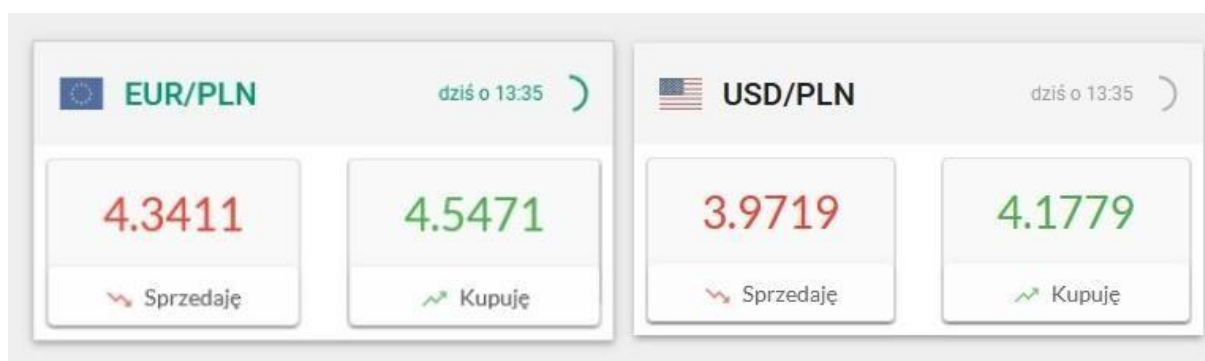 EUR/PLN dziś o 13:35
4.3411 4.5471
Sprzedaję Kupuję
USD/PLN dziś o 13:35
3.9719 4.1779
Sprzedaję Kupuję